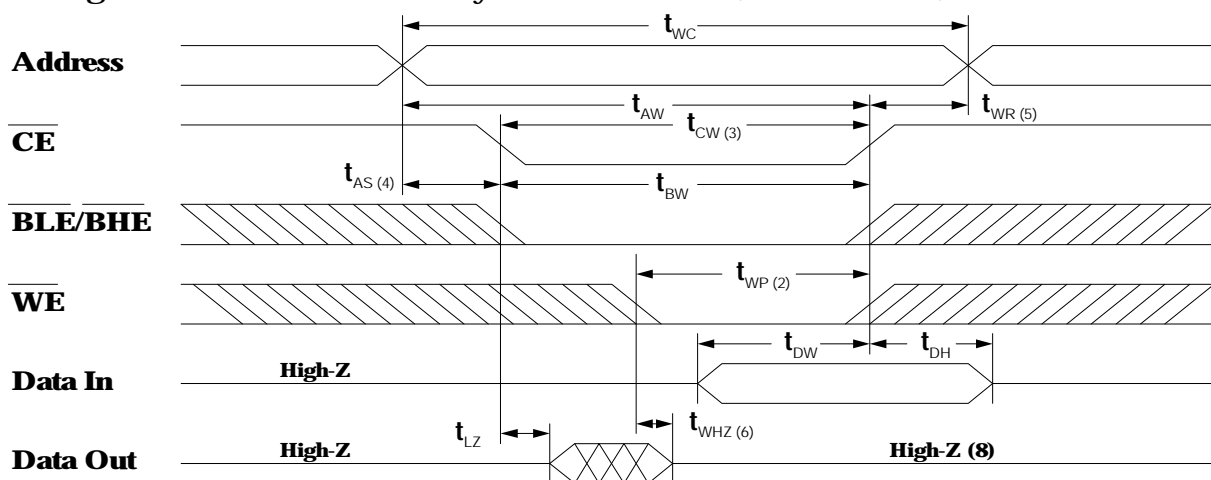 tWC
Address
tAW
tWR (5)
CE
tCW (3)
tAS (4)
tBW
BLE/BHE
tWP (2)
WE
tDW
tDH
Data In
High-Z
tLZ
tWHZ (6)
Data Out
High-Z
High-Z (8)